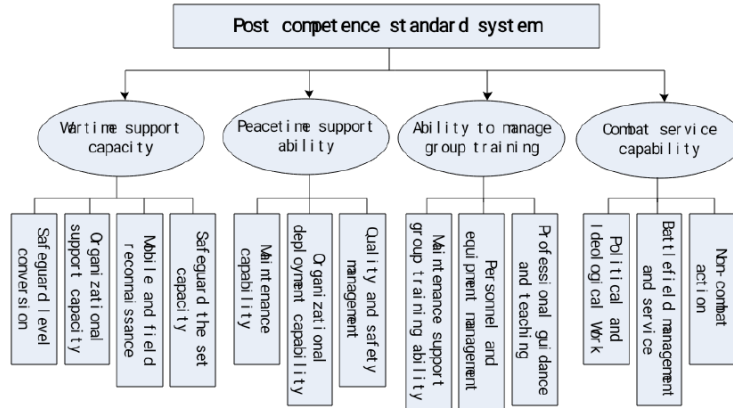 Post competence standard system
Wartime support
capacity
Peacetime support
ability
Ability to manage
group training
Combat service
capability
Safeguard level
conversion
Organizational
support capacity
Mobile and field
reconnaissance
Safeguard the set
capacity
Maintenance
capability
Organizational
deployment capability
Quality and safety
management
Maintenance support
group training ability
Personnel and
equipment management
Professional guidance
and teaching
Political and
Ideological Work
Battlefield management
and service
Non-combat
action